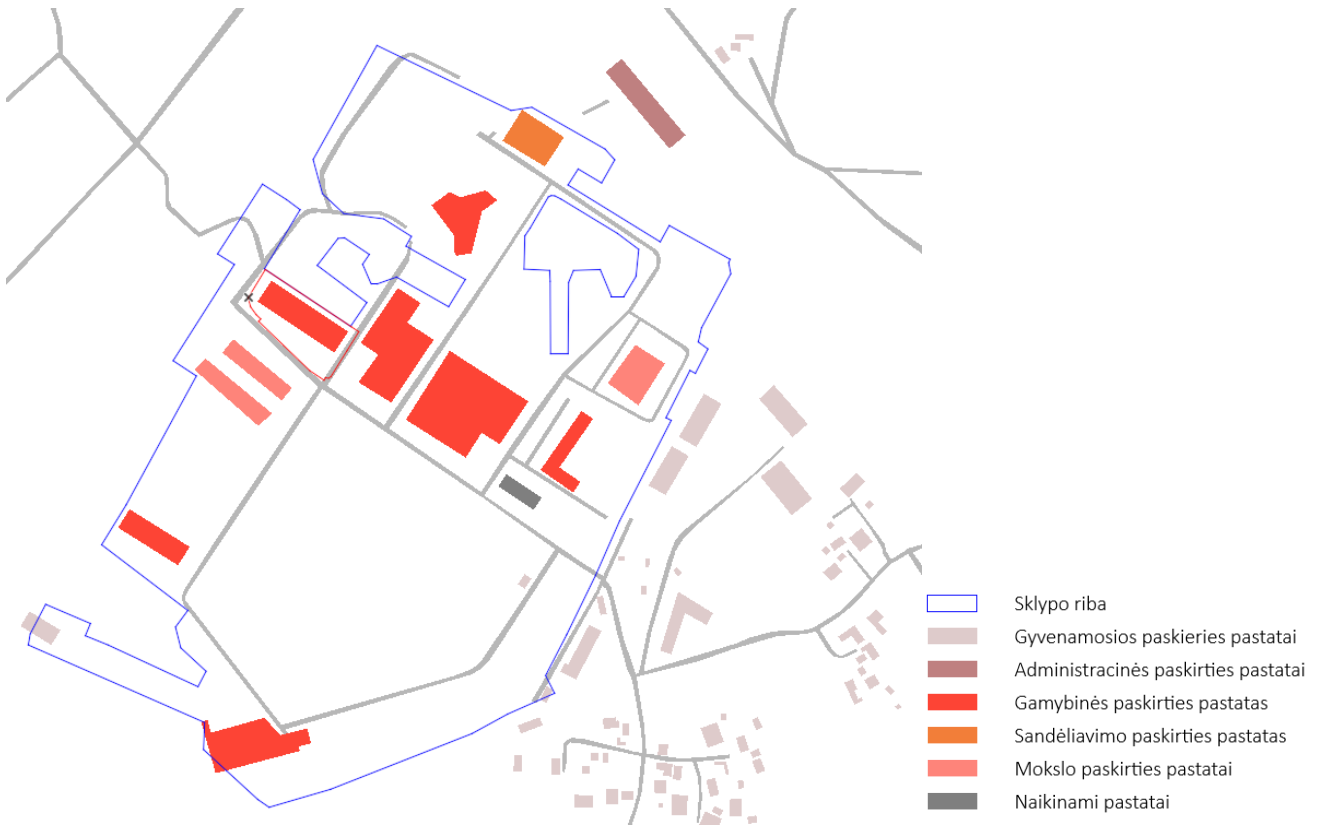 Sklypo riba
Gyvenamosios paskieries pastatai
Administracinės paskirties pastatai
Gamybinės paskirties pastatas
Sandėliavimo paskirties pastatas
Mokslo paskirties pastatai
Naikinami pastatai